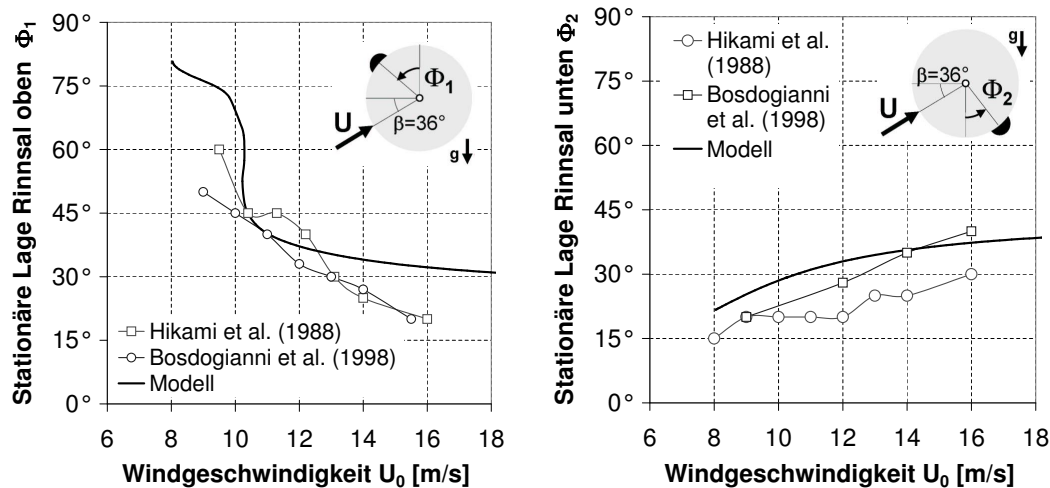 Stationäre Lage Rinnsal oben Φ₁
90°
75°
60°
45°
30°
15°
0°
Φ₁
β=36°
U
g
Hikami et al. (1988)
Bosdogianni et al. (1998)
Modell
6 8 10 12 14 16 18
Windgeschwindigkeit U₀ [m/s]
Stationäre Lage Rinnsal unten Φ₂
90°
75°
60°
45°
30°
15°
0°
Hikami et al.
(1988)
Bosdogianni
et al. (1998)
Modell
g
β=36°
Φ₂
U
6 8 10 12 14 16 18
Windgeschwindigkeit U₀ [m/s]